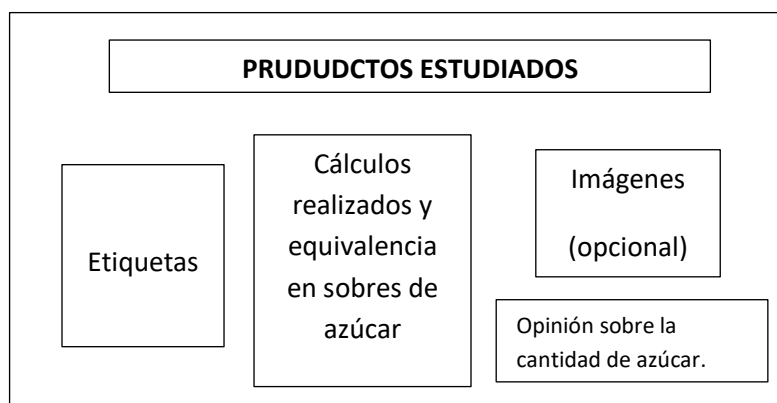 PRUDUDCTOS ESTUDIADOS
Etiquetas
Cálculos
realizados y
equivalencia
en sobres de
azúcar
Imágenes
(opcional)
Opinión sobre la
cantidad de azúcar.